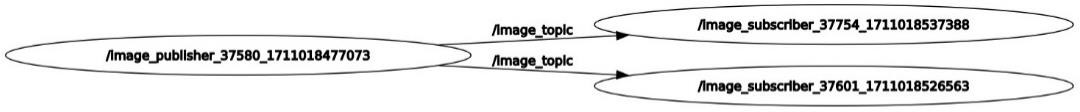 /image_topic
/image_subscriber_37754_1711018537388
/image_publisher_37580_1711018477073
/image_topic
/image_subscriber_37601_1711018526563